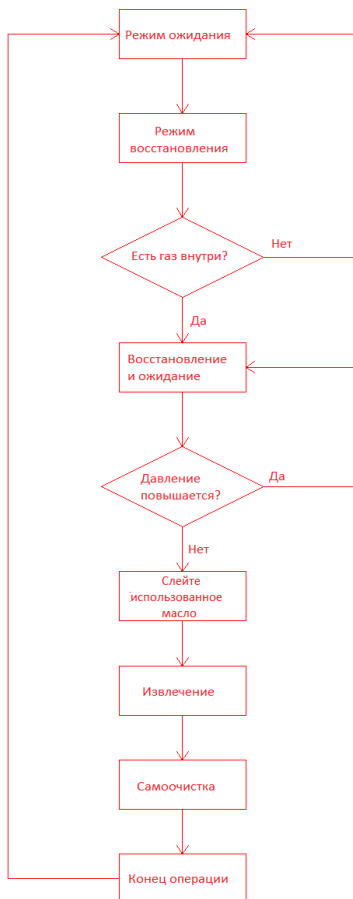 Режим ожидания
Режим
восстановления
Есть газ внутри?
Нет
Да
Восстановление
и ожидание
Давление
повышается?
Да
Нет
Слейте
использованное
масло
Извлечение
Самоочистка
Конец операции